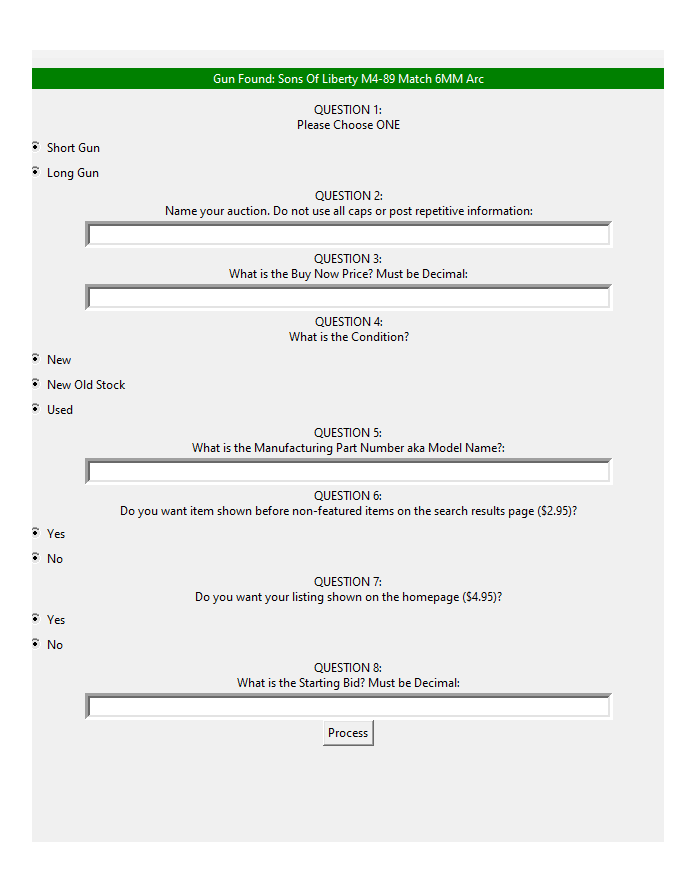 Gun Found: Sons Of Liberty M4-89 Match 6MM Arc
QUESTION 1:
Please Choose ONE
Short Gun
Long Gun
QUESTION 2:
Name your auction. Do not use all caps or post repetitive information:
QUESTION 3:
What is the Buy Now Price? Must be Decimal:
QUESTION 4:
What is the Condition?
New
New Old Stock
Used
QUESTION 5:
What is the Manufacturing Part Number aka Model Name?:
QUESTION 6:
Do you want item shown before non-featured items on the search results page ($2.95)?
Yes
No
QUESTION 7:
Do you want your listing shown on the homepage ($4.95)?
Yes
No
QUESTION 8:
What is the Starting Bid? Must be Decimal:
Process